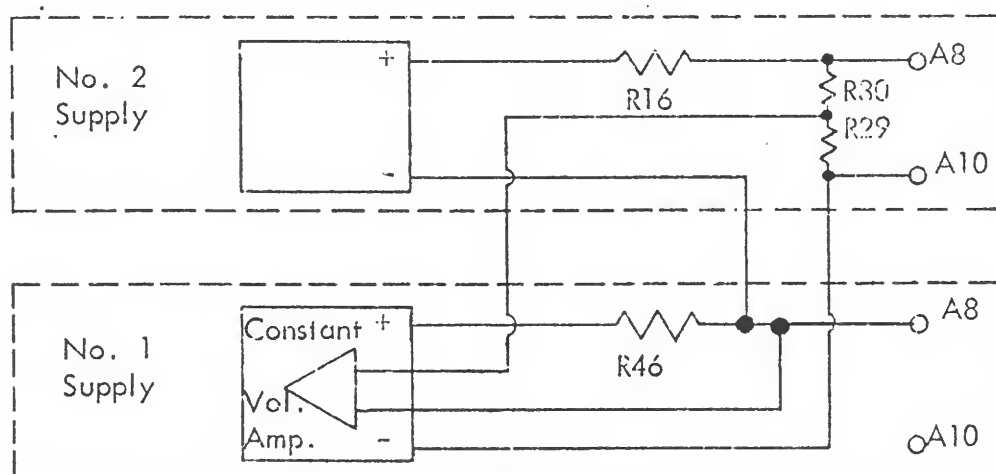 No. 2
Supply
+
-
R16
A8
R30
R29
A10
No. 1
Supply
Constant +
Vol.
Amp. -
R46
A8
A10